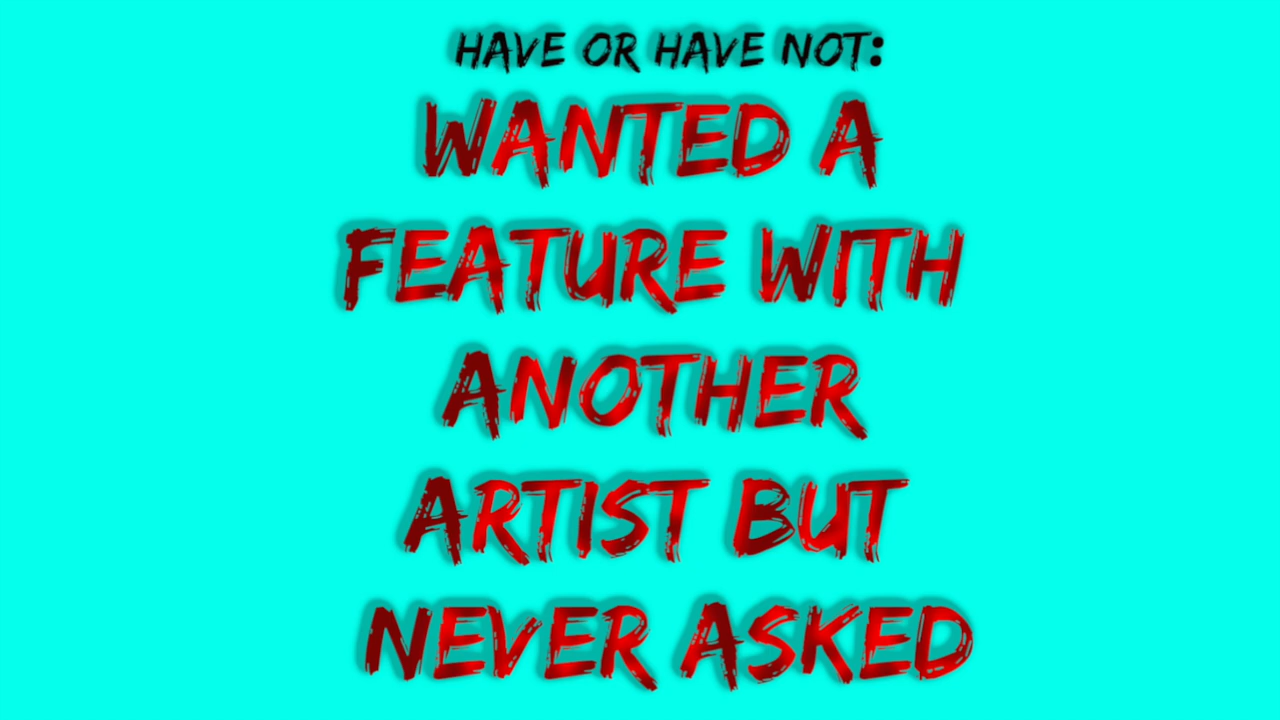 HAVE OR HAVE NOT:
WANTED A
FEATURE WITH
ANOTHER
ARTIST BUT
NEVER ASKED